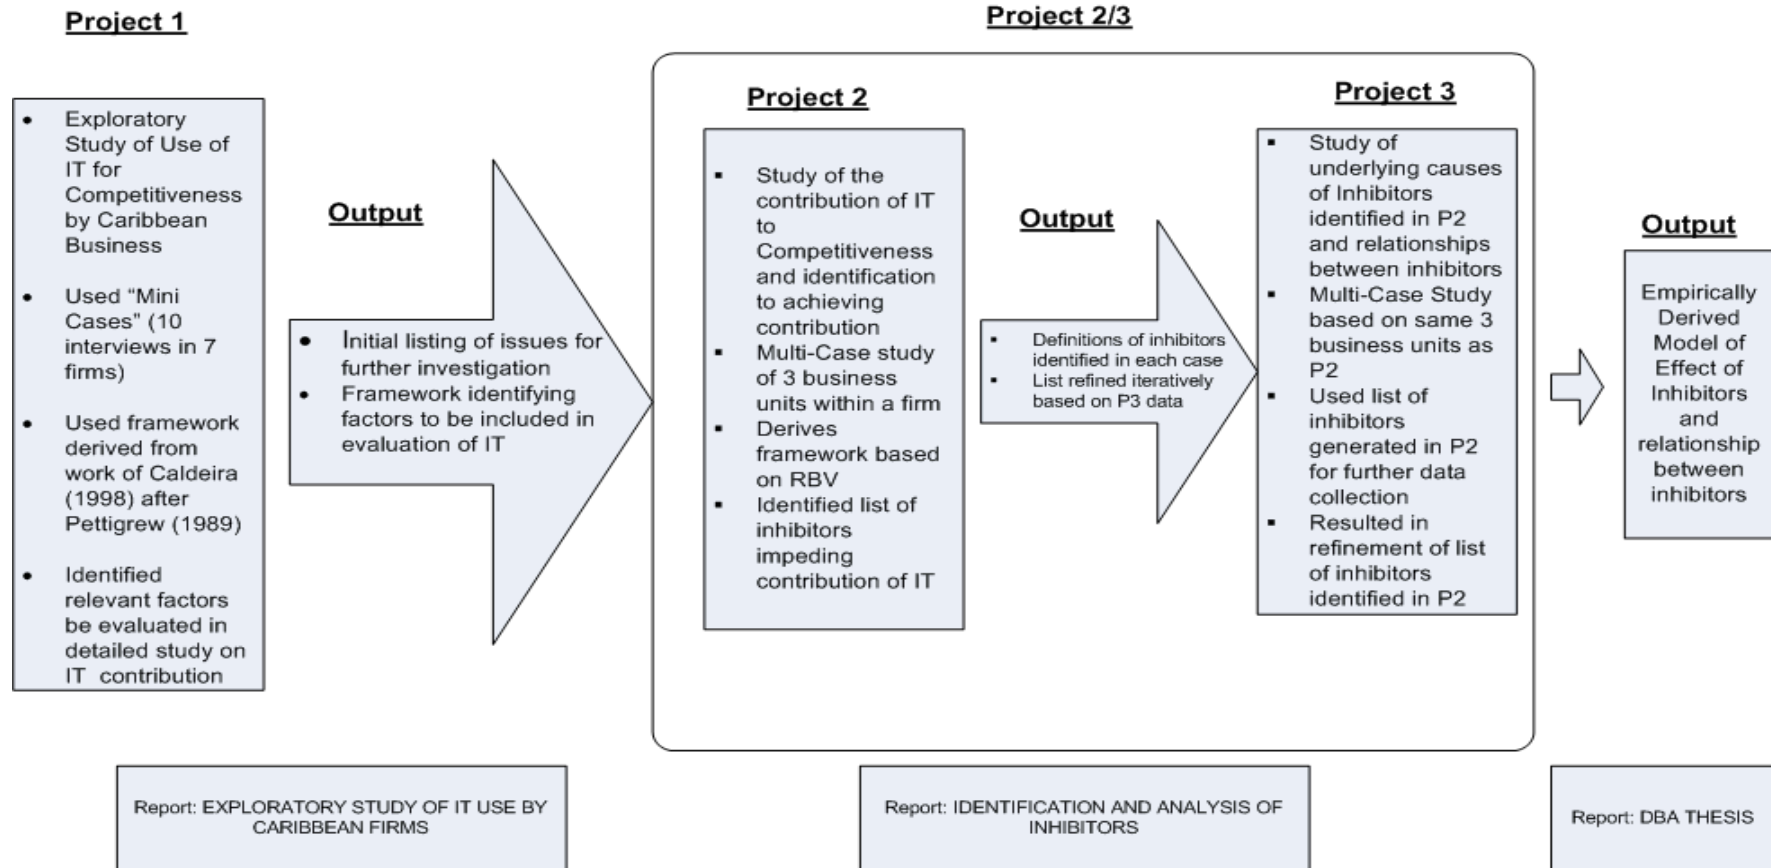 Project 1
Exploratory
Study of Use of
IT for
Competitiveness
by Caribbean
Business
Used “Mini
Cases” (10
interviews in 7
firms)
Used framework
derived from
work of Caldeira
(1998) after
Pettigrew (1989)
Identified
relevant factors
be evaluated in
detailed study on
IT contribution
Output
Initial listing of issues for
further investigation
Framework identifying
factors to be included in
evaluation of IT
Project 2/3
Project 2
Study of the
contribution of IT
to
Competitiveness
and identification
to achieving
contribution
Multi-Case study
of 3 business
units within a firm
Derives
framework based
on RBV
Identified list of
inhibitors
impeding
contribution of IT
Output
Definitions of inhibitors
identified in each case
List refined iteratively
based on P3 data
Project 3
Study of
underlying causes
of Inhibitors
identified in P2
and relationships
between inhibitors
Multi-Case Study
based on same 3
business units as
P2
Used list of
inhibitors
generated in P2
for further data
collection
Resulted in
refinement of list
of inhibitors
identified in P2
Output
Empirically
Derived
Model of
Effect of
Inhibitors
and
relationship
between
inhibitors
Report: EXPLORATORY STUDY OF IT USE BY
CARIBBEAN FIRMS
Report: IDENTIFICATION AND ANALYSIS OF
INHIBITORS
Report: DBA THESIS